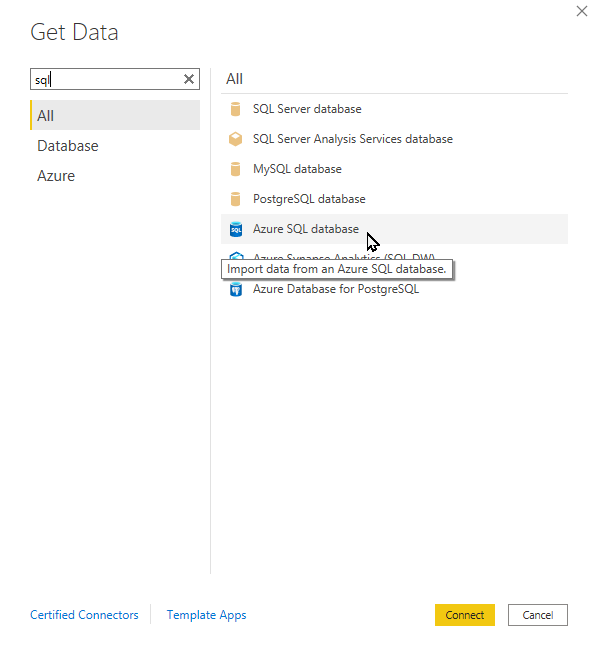 Get Data
sql
All
Database
Azure
All
SQL Server database
SQL Server Analysis Services database
MySQL database
PostgreSQL database
SQL Azure SQL database
Azure Synapse Analytics (SQL DW)
Import data from an Azure SQL database.
Azure Database for PostgreSQL
Certified Connectors
Template Apps
Connect
Cancel